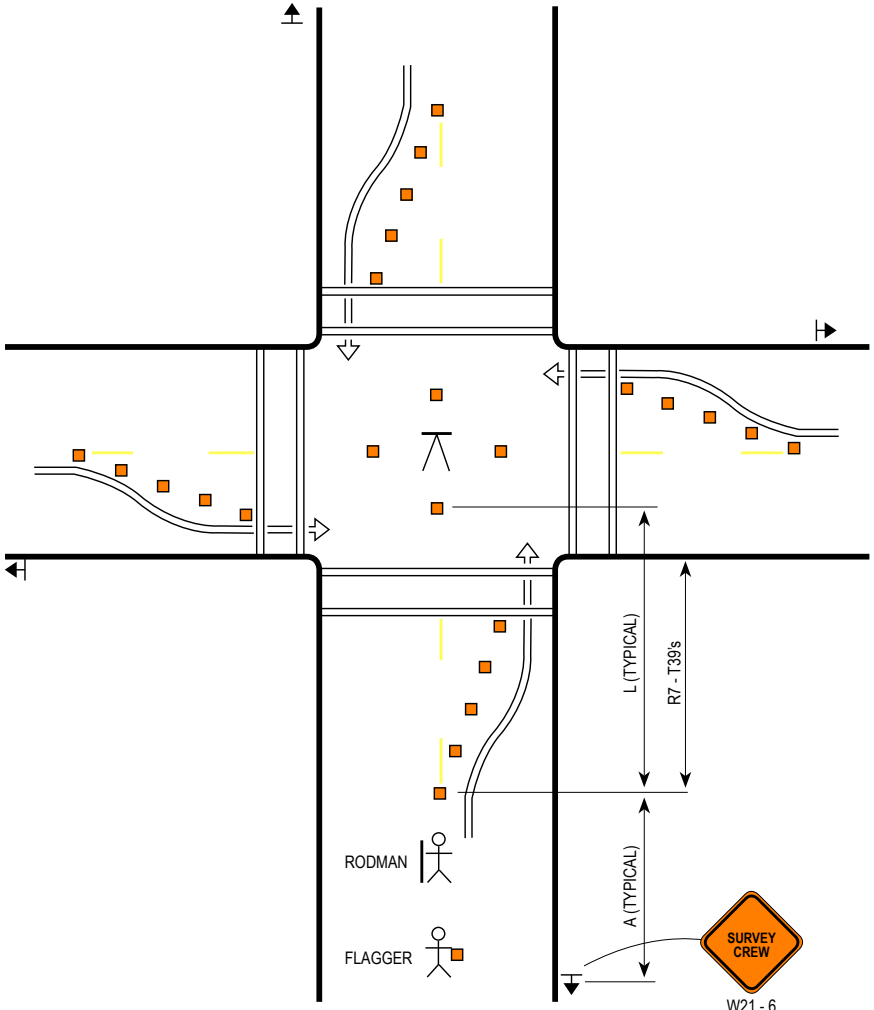 L (TYPICAL)
R7 - T39's
RODMAN
A (TYPICAL)
FLAGGER
SURVEY
CREW
W21 - 6